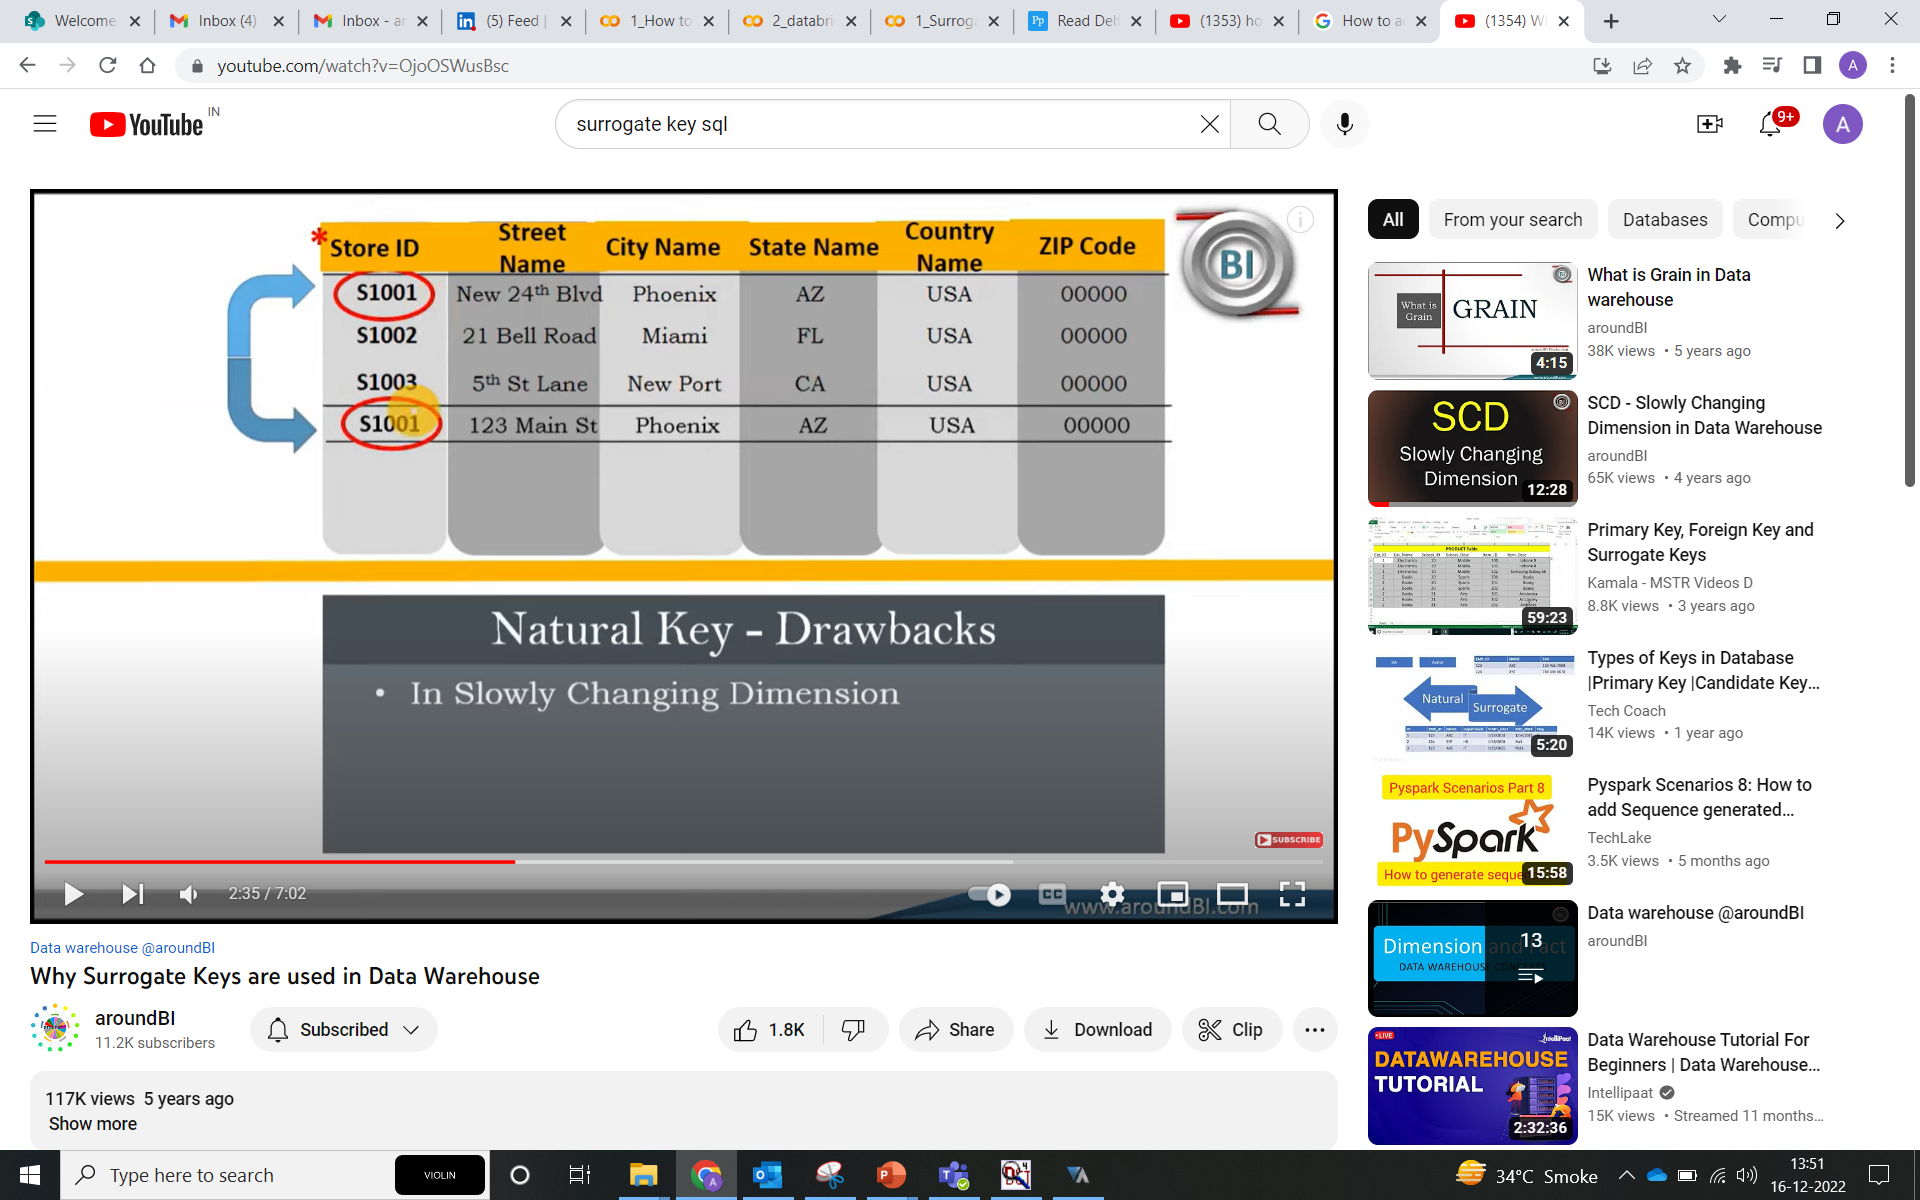 Welcome
Inbox (4)
Inbox - ar
(5) Feed |
1_How to
2_databri
1_Surroga
Read Delt
(1353) ho
How to a
(1354) W
youtube.com/watch?v=OjoOSWusBsc
A
YouTube IN
surrogate key sql
9+
A
* Store ID Street Name City Name State Name Country Name ZIP Code
S1001 New 24th Blvd Phoenix AZ USA 00000
S1002 21 Bell Road Miami FL USA 00000
S1003 5th St Lane New Port CA USA 00000
S1001 123 Main St Phoenix AZ USA 00000
BI
Natural Key - Drawbacks
• In Slowly Changing Dimension
SUBSCRIBE
2:35 / 7:02
CC
www.aroundBI.com
Data warehouse @aroundBI
Why Surrogate Keys are used in Data Warehouse
aroundBI
11.2K subscribers
Subscribed
1.8K
Share
Download
Clip
117K views 5 years ago
Show more
All
From your search
Databases
Compu
What is
Grain
GRAIN
4:15
What is Grain in Data
warehouse
aroundBI
38K views • 5 years ago
SCD
Slowly Changing
Dimension
12:28
SCD - Slowly Changing
Dimension in Data Warehouse
aroundBI
65K views • 4 years ago
PRODUCT Table
59:23
Primary Key, Foreign Key and
Surrogate Keys
Kamala - MSTR Videos D
8.8K views • 3 years ago
Natural
Surrogate
5:20
Types of Keys in Database
|Primary Key |Candidate Key...
Tech Coach
14K views • 1 year ago
Pyspark Scenarios Part 8
PySpark
How to generate seque
15:58
Pyspark Scenarios 8: How to
add Sequence generated...
TechLake
3.5K views • 5 months ago
Dimension and Fact
DATA WAREHOUSE CONCEPTS
13
Data warehouse @aroundBI
aroundBI
LIVE
IntelliPaat
DATAWAREHOUSE
TUTORIAL
2:32:36
Data Warehouse Tutorial For
Beginners | Data Warehouse...
Intellipaat
15K views • Streamed 11 months...
Type here to search
VIOLIN
34°C Smoke
13:51
16-12-2022